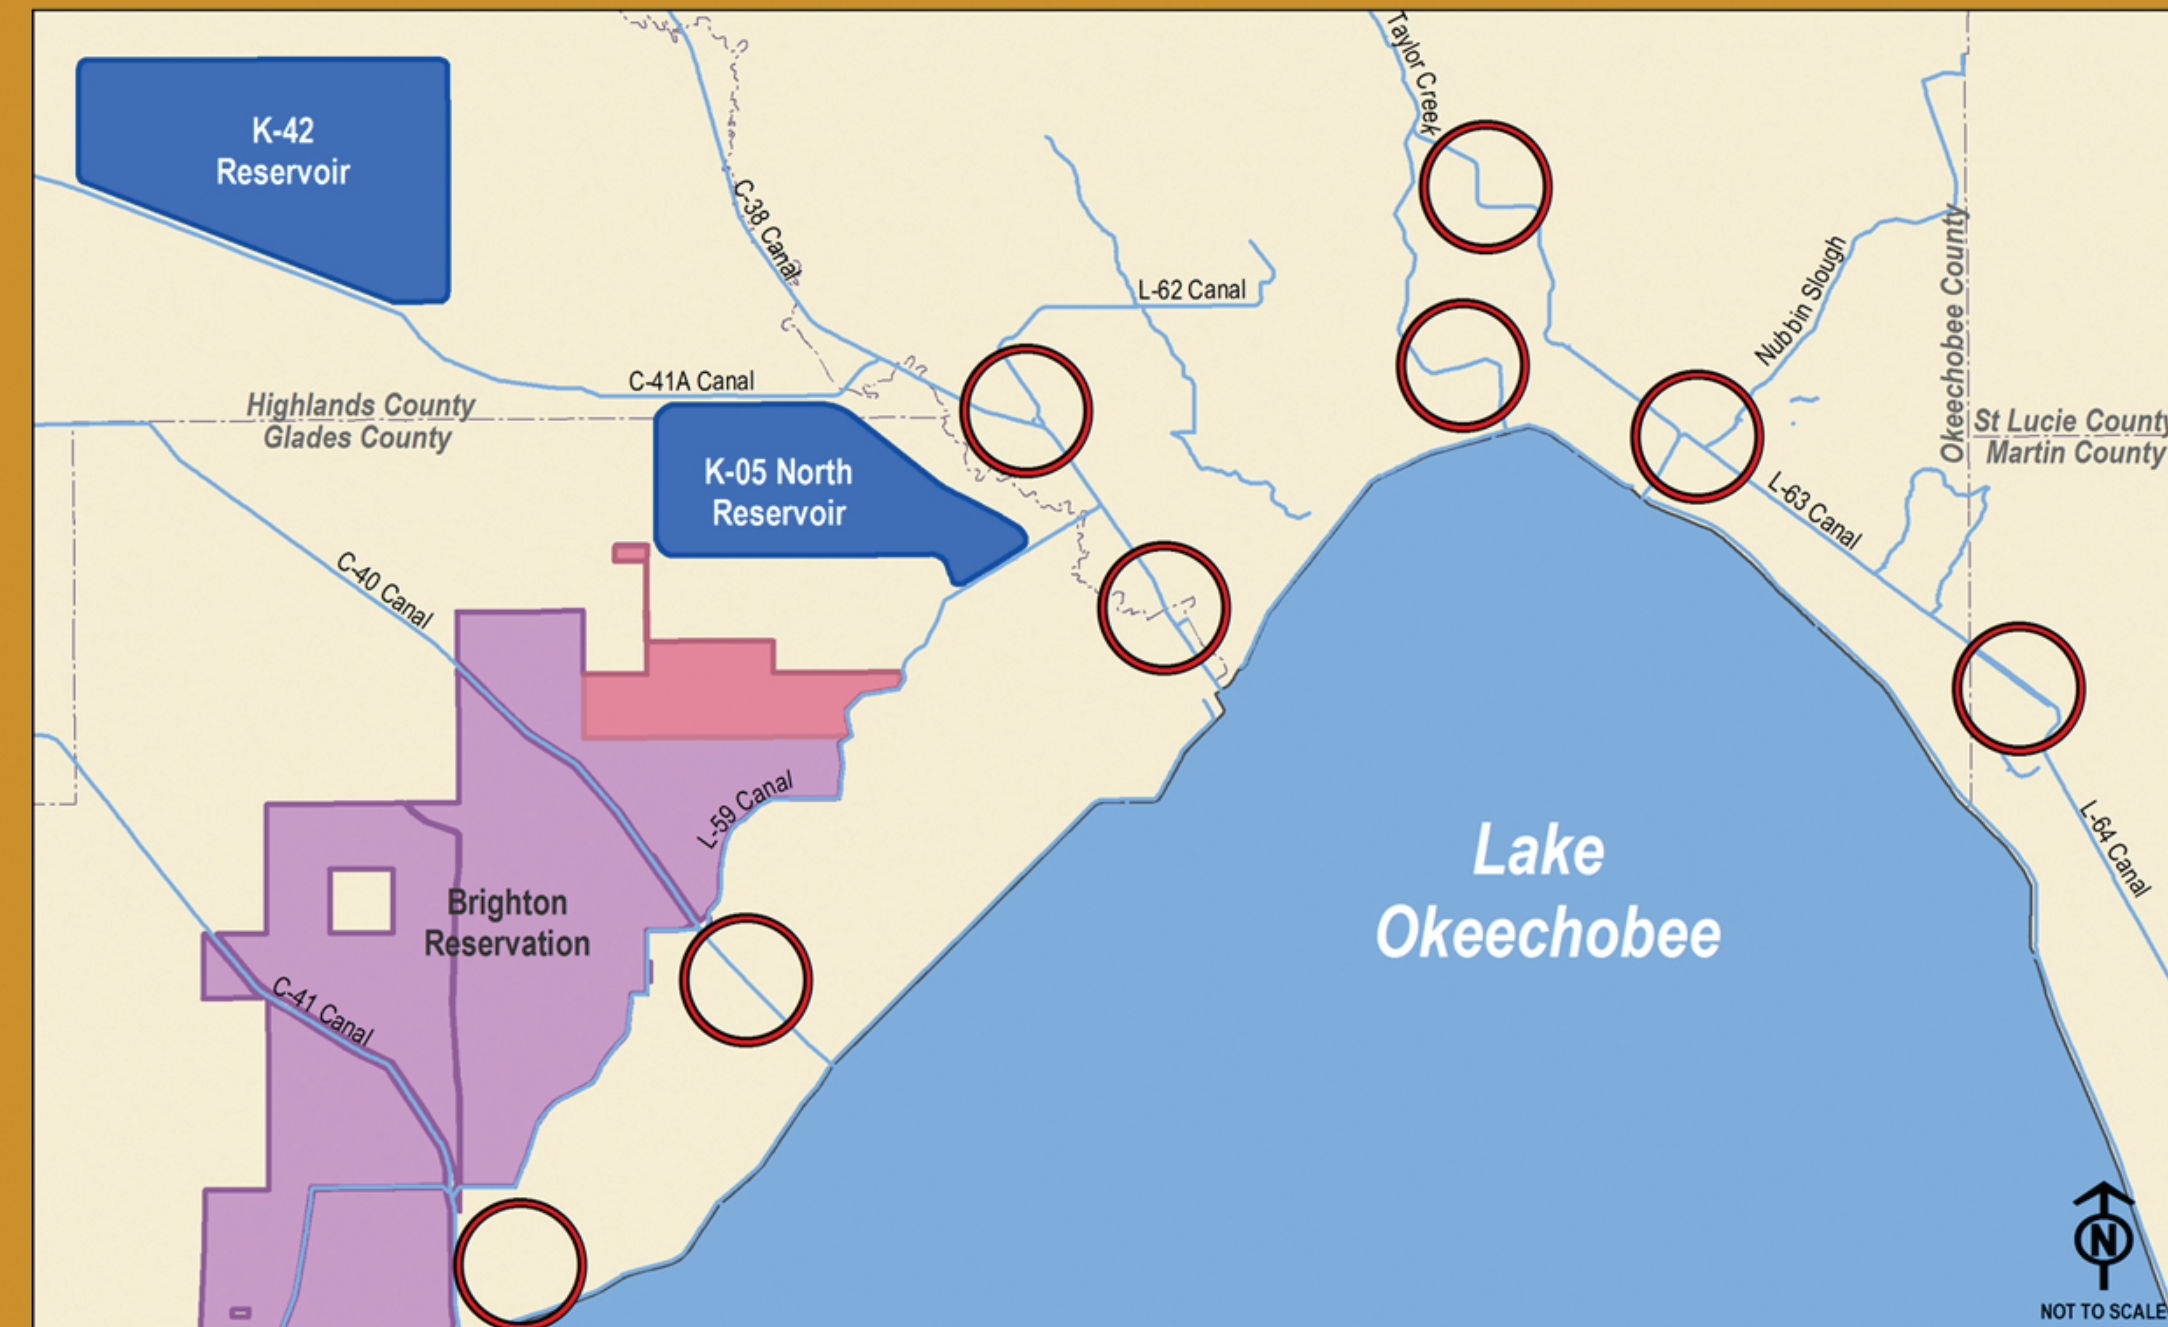 Taylor Creek
K-42
Reservoir
C-38 Canal
L-62 Canal
Nubbin Slough
Okeechobee County
C-41A Canal
Highlands County
Glades County
St Lucie County
Martin County
K-05 North
Reservoir
L-63 Canal
C-40 Canal
L-59 Canal
Lake
Okeechobee
L-64 Canal
Brighton
Reservation
C-41 Canal
N
NOT TO SCALE